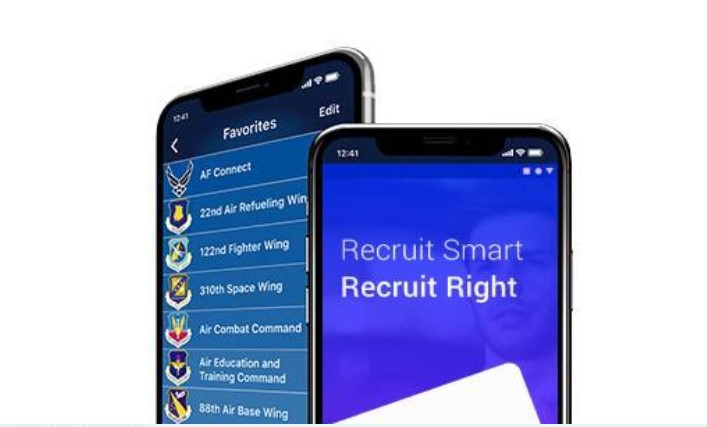 12:41
Favorites
Edit
AF Connect
22nd Air Refueling Win
122nd Fighter Wing
310th Space Wing
Air Combat Command
Air Education and
Training Command
88th Air Base Wing
12:41
Recruit Smart
Recruit Right